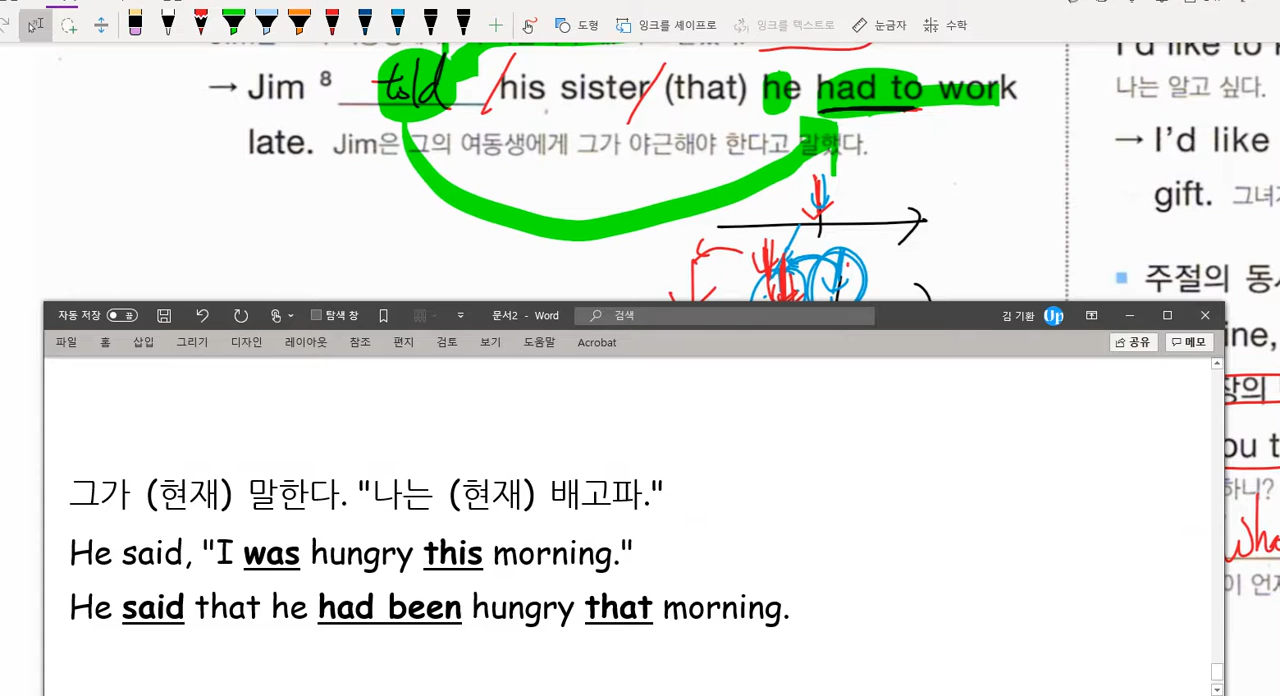 도형
잉크를 셰이프로
잉크를 텍스트로
눈금자
수학
→ Jim ⁸ told his sister (that) he had to work
late. Jim은 그의 여동생에게 그가 야근해야 한다고 말했다.
I'd like to
나는 알고 싶다.
→ I'd like
gift. 그녀가
주절의 동사
ine,
장의
ou t
하니?
이 언제
자동 저장
탐색 창
문서2 - Word
검색
김 기환
Up
파일 홈 삽입 그리기 디자인 레이아웃 참조 편지 검토 보기 도움말 Acrobat
공유
메모
그가 (현재) 말한다. "나는 (현재) 배고파."
He said, "I was hungry this morning."
He said that he had been hungry that morning.